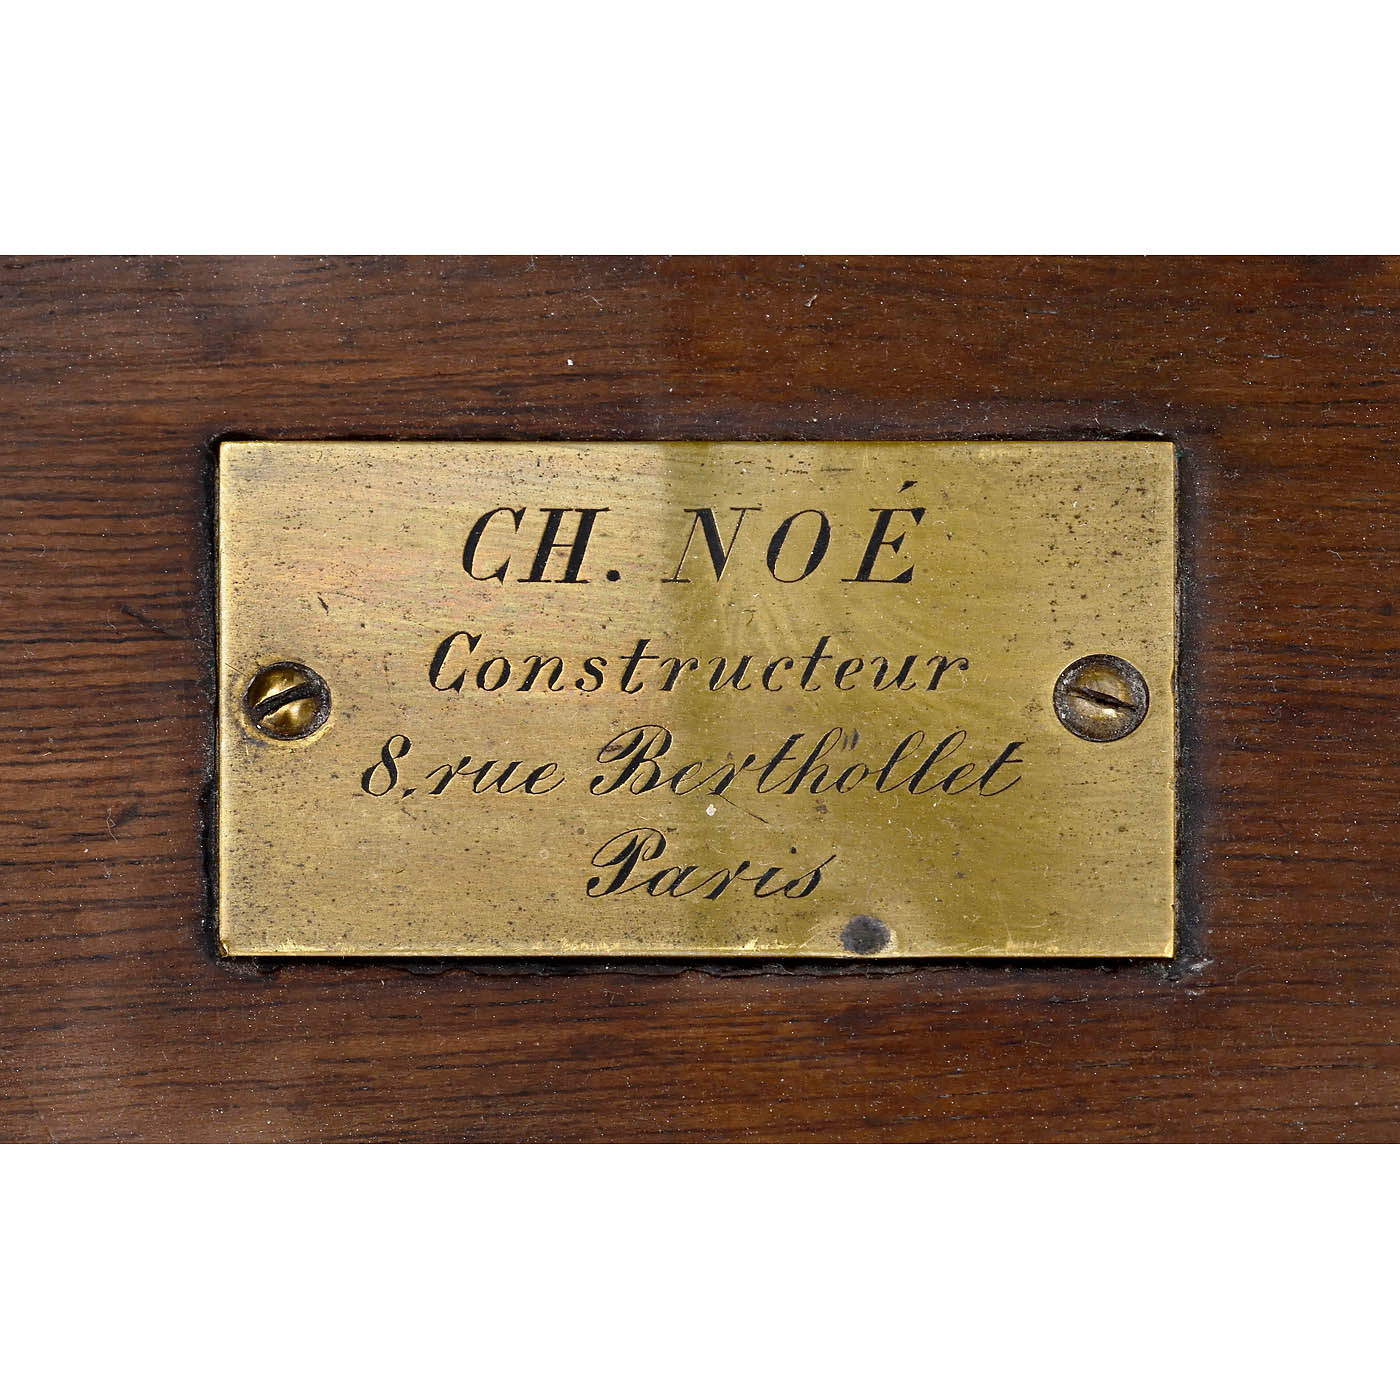 CH. NOÉ
Constructeur
8, rue Berthollet
Paris